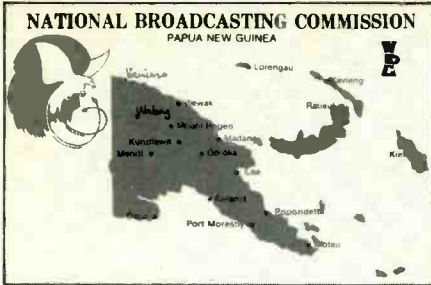 NATIONAL BROADCASTING COMMISSION
PAPUA NEW GUINEA
Lorengau
Kavieng
Vanimo
Rabaul
Wewak
Wabag
Mount Hagen
Madang
Kundiawa
Mendi
Goroka
Kieta
Lae
Kerema
Popondetta
Daru
Port Moresby
Alotau